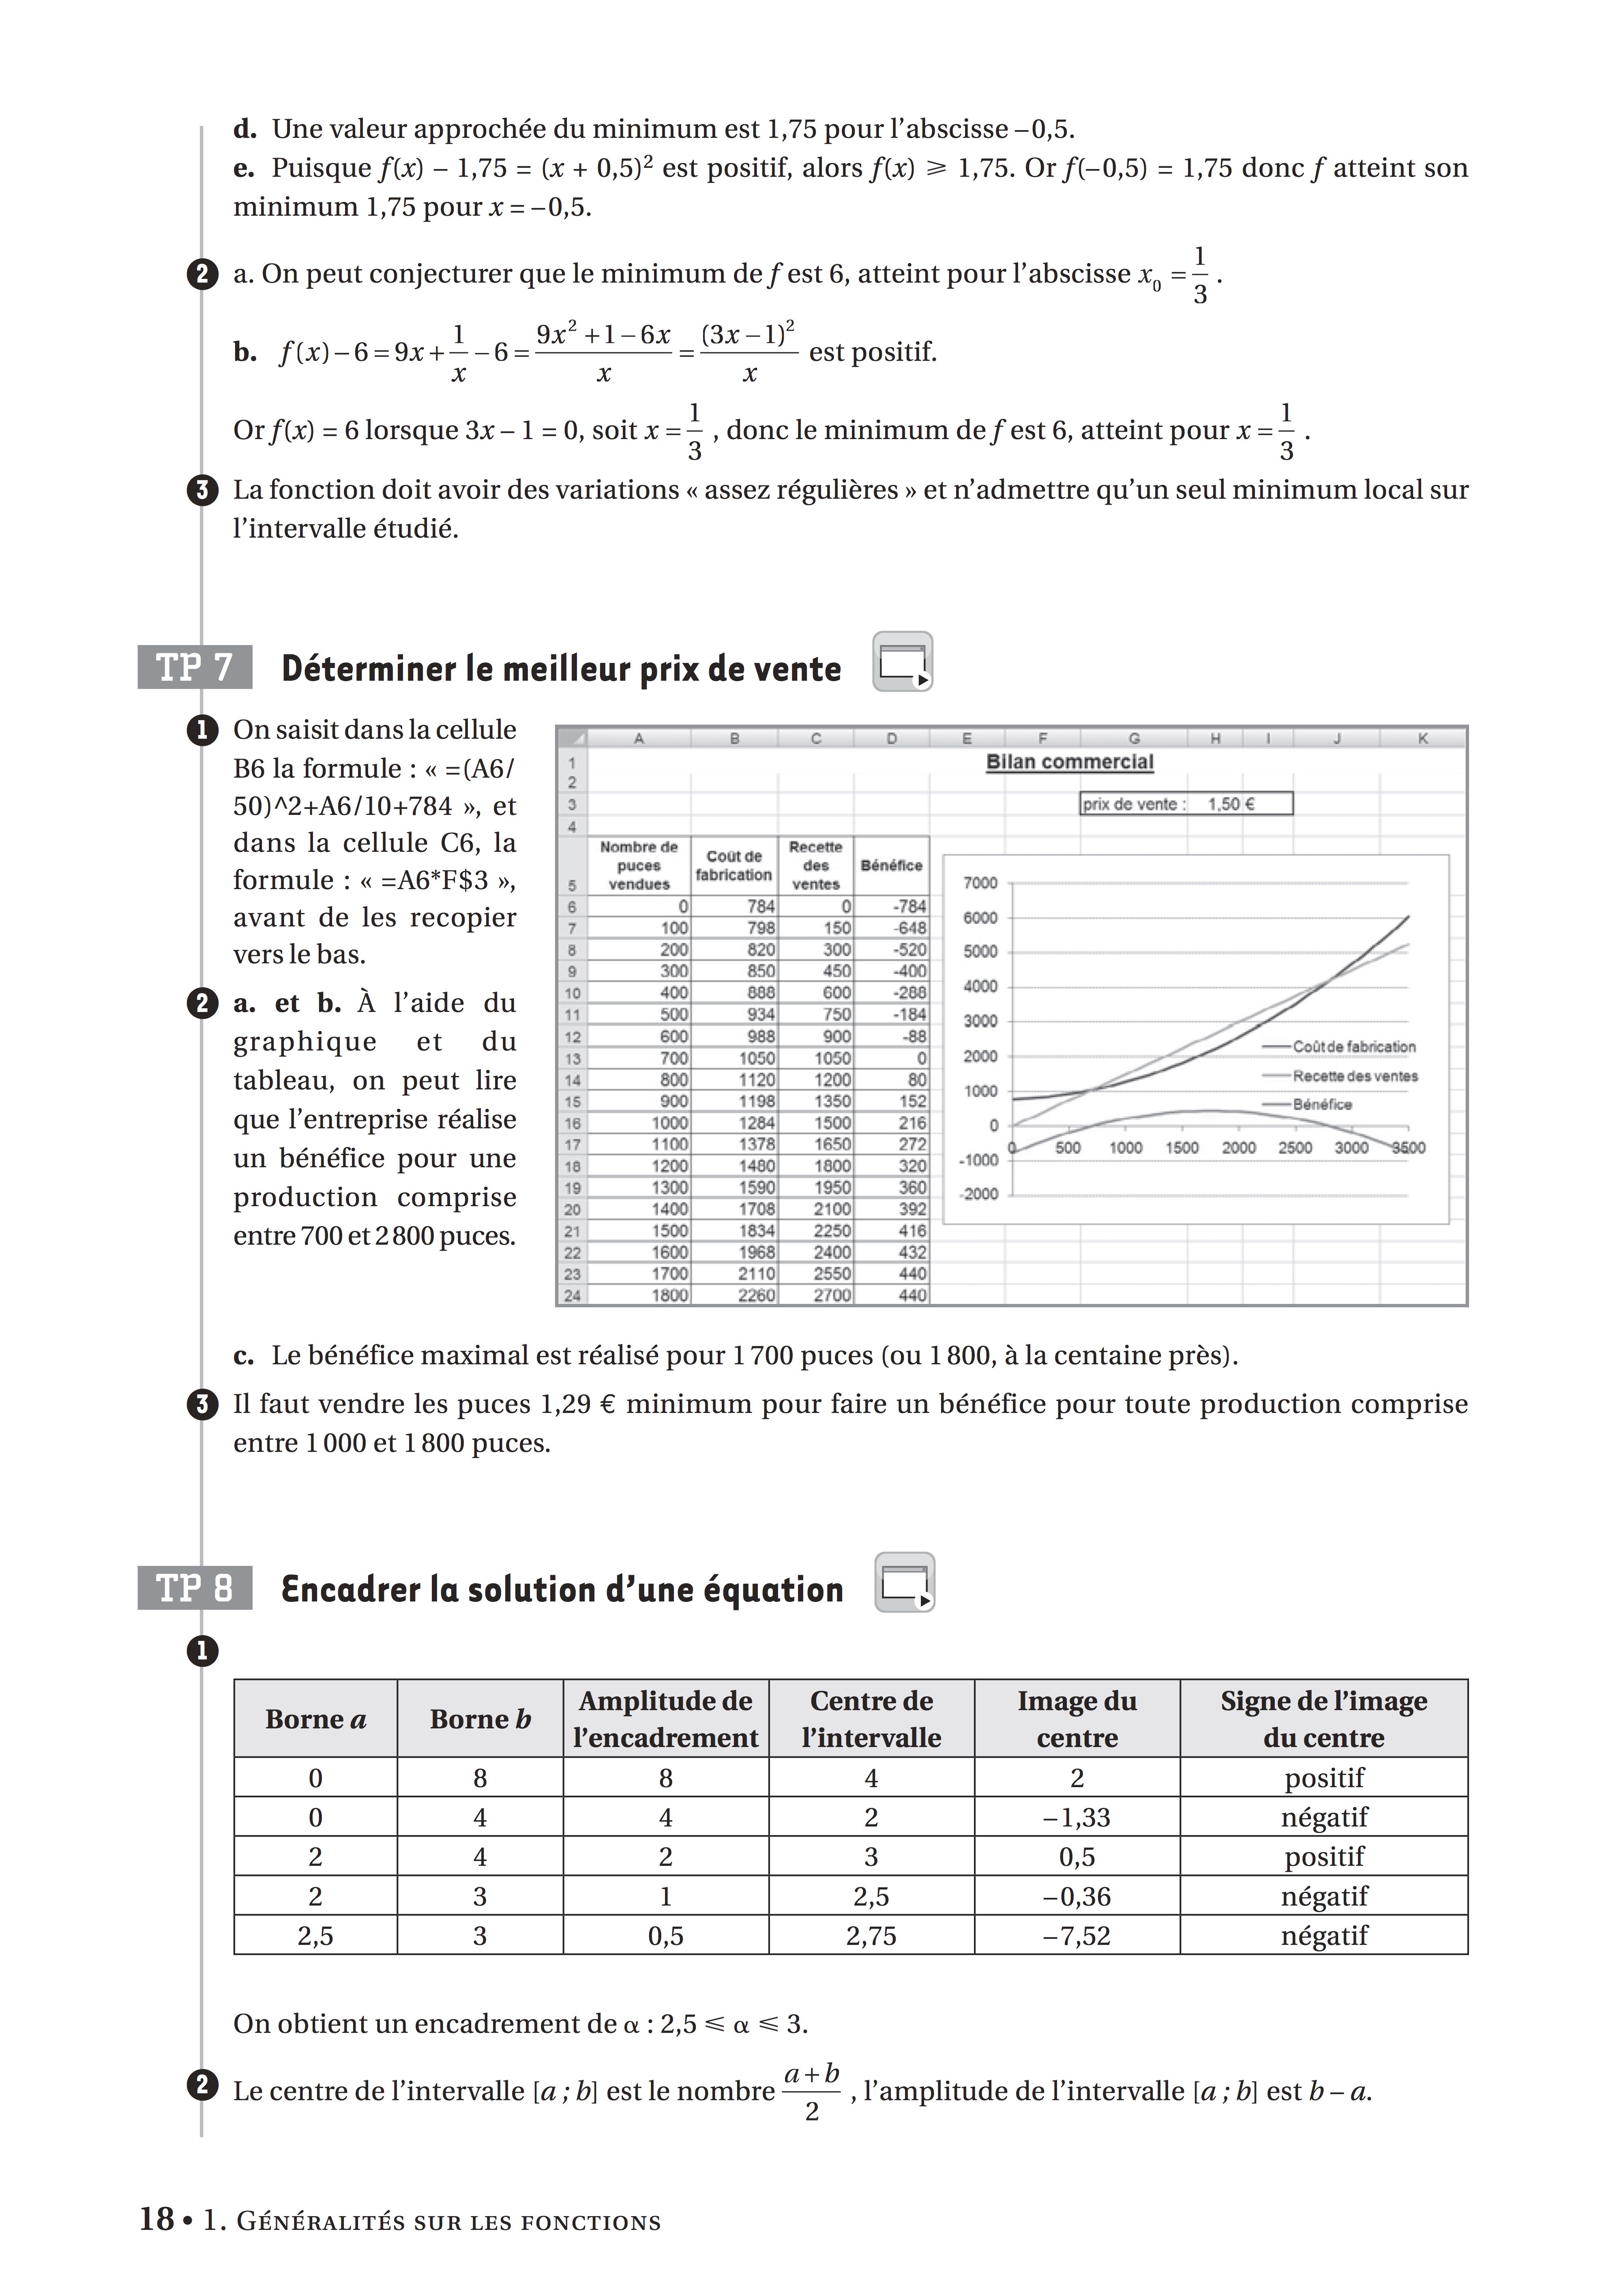 d. Une valeur approchée du minimum est 1,75 pour l’abscisse –0,5.
e. Puisque f(x) – 1,75 = (x + 0,5)² est positif, alors f(x) ⩾ 1,75. Or f(–0,5) = 1,75 donc f atteint son
minimum 1,75 pour x = –0,5.
2 a. On peut conjecturer que le minimum de f est 6, atteint pour l’abscisse x₀ = 1/3 .
b. f(x) – 6 = 9x + 1/x – 6 = (9x² + 1 – 6x)/x = (3x – 1)²/x est positif.
Or f(x) = 6 lorsque 3x – 1 = 0, soit x = 1/3 , donc le minimum de f est 6, atteint pour x = 1/3 .
3 La fonction doit avoir des variations « assez régulières » et n’admettre qu’un seul minimum local sur
l’intervalle étudié.
TP 7 Déterminer le meilleur prix de vente
1 On saisit dans la cellule
B6 la formule : « =(A6/
50)^2+A6/10+784 », et
dans la cellule C6, la
formule : « =A6*F$3 »,
avant de les recopier
vers le bas.
2 a. et b. À l’aide du
graphique et du
tableau, on peut lire
que l’entreprise réalise
un bénéfice pour une
production comprise
entre 700 et 2 800 puces.
A B C D E F G H I J K
1 Bilan commercial
2
3 prix de vente : 1,50 €
4
5 Nombre de puces vendues Coût de fabrication Recette des ventes Bénéfice
6 0 784 0 -784
7 100 798 150 -648
8 200 820 300 -520
9 300 850 450 -400
10 400 888 600 -288
11 500 934 750 -184
12 600 988 900 -88
13 700 1050 1050 0
14 800 1120 1200 80
15 900 1198 1350 152
16 1000 1284 1500 216
17 1100 1378 1650 272
18 1200 1480 1800 320
19 1300 1590 1950 360
20 1400 1708 2100 392
21 1500 1834 2250 416
22 1600 1968 2400 432
23 1700 2110 2550 440
24 1800 2260 2700 440
7000
6000
5000
4000
3000
2000
1000
0
-1000
-2000
0 500 1000 1500 2000 2500 3000 3500
Coût de fabrication
Recette des ventes
Bénéfice
c. Le bénéfice maximal est réalisé pour 1 700 puces (ou 1 800, à la centaine près).
3 Il faut vendre les puces 1,29 € minimum pour faire un bénéfice pour toute production comprise
entre 1 000 et 1 800 puces.
TP 8 Encadrer la solution d’une équation
1
Borne a Borne b Amplitude de l’encadrement Centre de l’intervalle Image du centre Signe de l’image du centre
0 8 8 4 2 positif
0 4 4 2 –1,33 négatif
2 4 2 3 0,5 positif
2 3 1 2,5 –0,36 négatif
2,5 3 0,5 2,75 –7,52 négatif
On obtient un encadrement de α : 2,5 ⩽ α ⩽ 3.
2 Le centre de l’intervalle [a ; b] est le nombre (a + b)/2 , l’amplitude de l’intervalle [a ; b] est b – a.
18 • 1. Généralités sur les fonctions